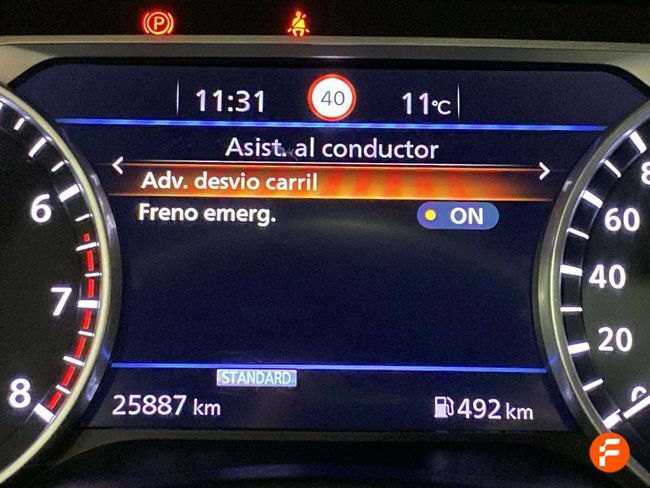 P
11:31
40
11°C
Asist. al conductor
Adv. desvio carril
Freno emerg.
ON
6
7
8
60
40
20
0
STANDARD
25887 km
492 km